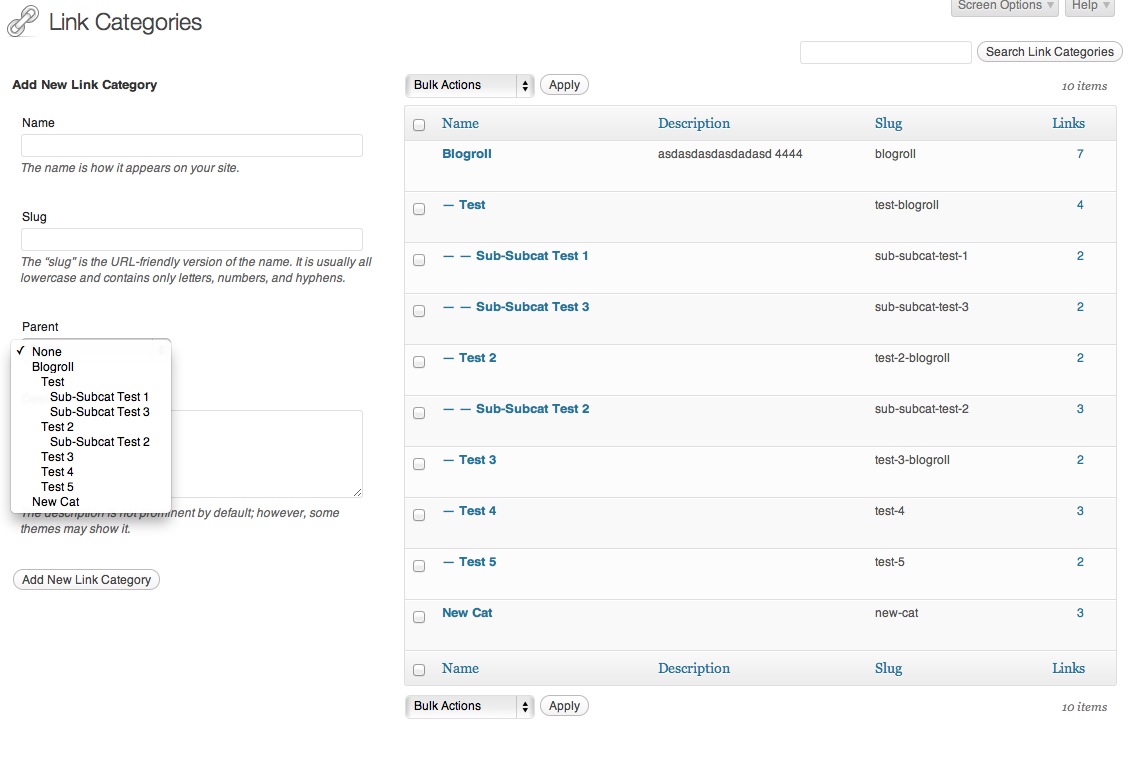 Link Categories
Screen Options
Help
Search Link Categories
Add New Link Category
Name
The name is how it appears on your site.
Slug
The “slug” is the URL-friendly version of the name. It is usually all
lowercase and contains only letters, numbers, and hyphens.
Parent
✓ None
Blogroll
Test
Sub-Subcat Test 1
Sub-Subcat Test 3
Test 2
Sub-Subcat Test 2
Test 3
Test 4
Test 5
New Cat
The description is not prominent by default; however, some
themes may show it.
Add New Link Category
Bulk Actions Apply 10 items
Name Description Slug Links
Blogroll asdasdasdasdadasd 4444 blogroll 7
— Test test-blogroll 4
— — Sub-Subcat Test 1 sub-subcat-test-1 2
— — Sub-Subcat Test 3 sub-subcat-test-3 2
— Test 2 test-2-blogroll 2
— — Sub-Subcat Test 2 sub-subcat-test-2 3
— Test 3 test-3-blogroll 2
— Test 4 test-4 3
— Test 5 test-5 2
New Cat new-cat 3
Name Description Slug Links
Bulk Actions Apply 10 items